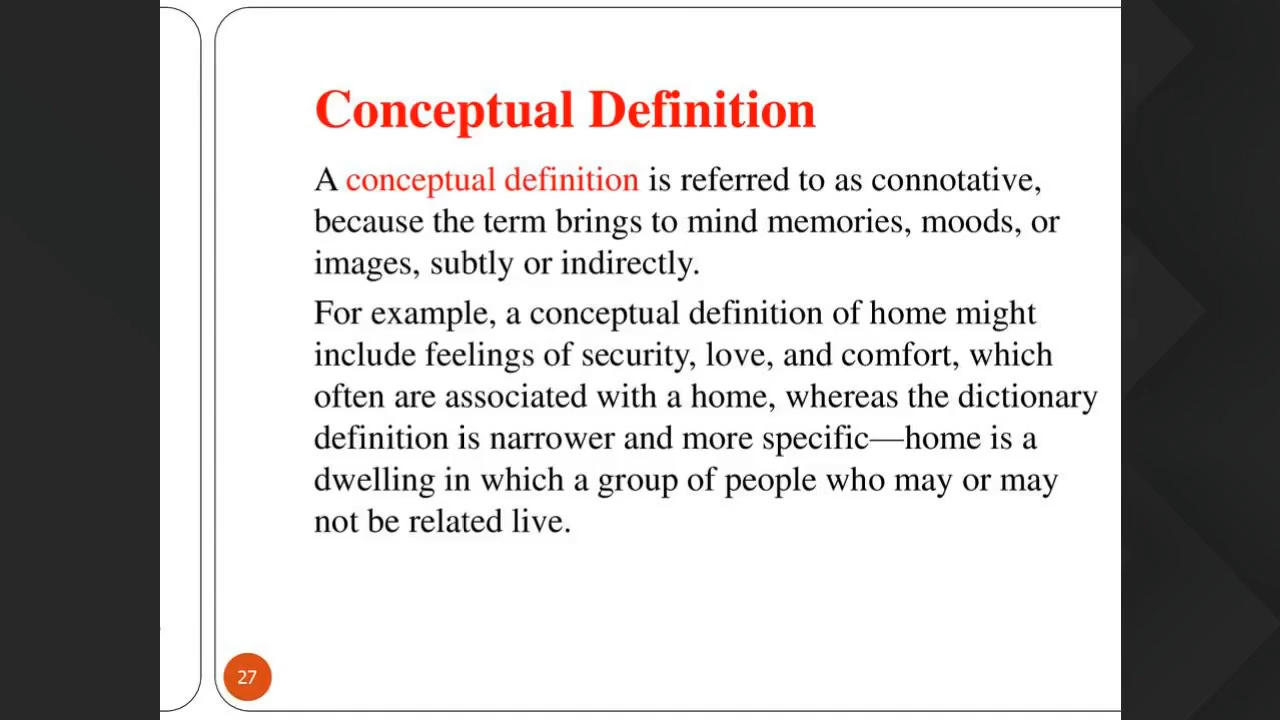 Conceptual Definition
A conceptual definition is referred to as connotative,
because the term brings to mind memories, moods, or
images, subtly or indirectly.
For example, a conceptual definition of home might
include feelings of security, love, and comfort, which
often are associated with a home, whereas the dictionary
definition is narrower and more specific—home is a
dwelling in which a group of people who may or may
not be related live.
27